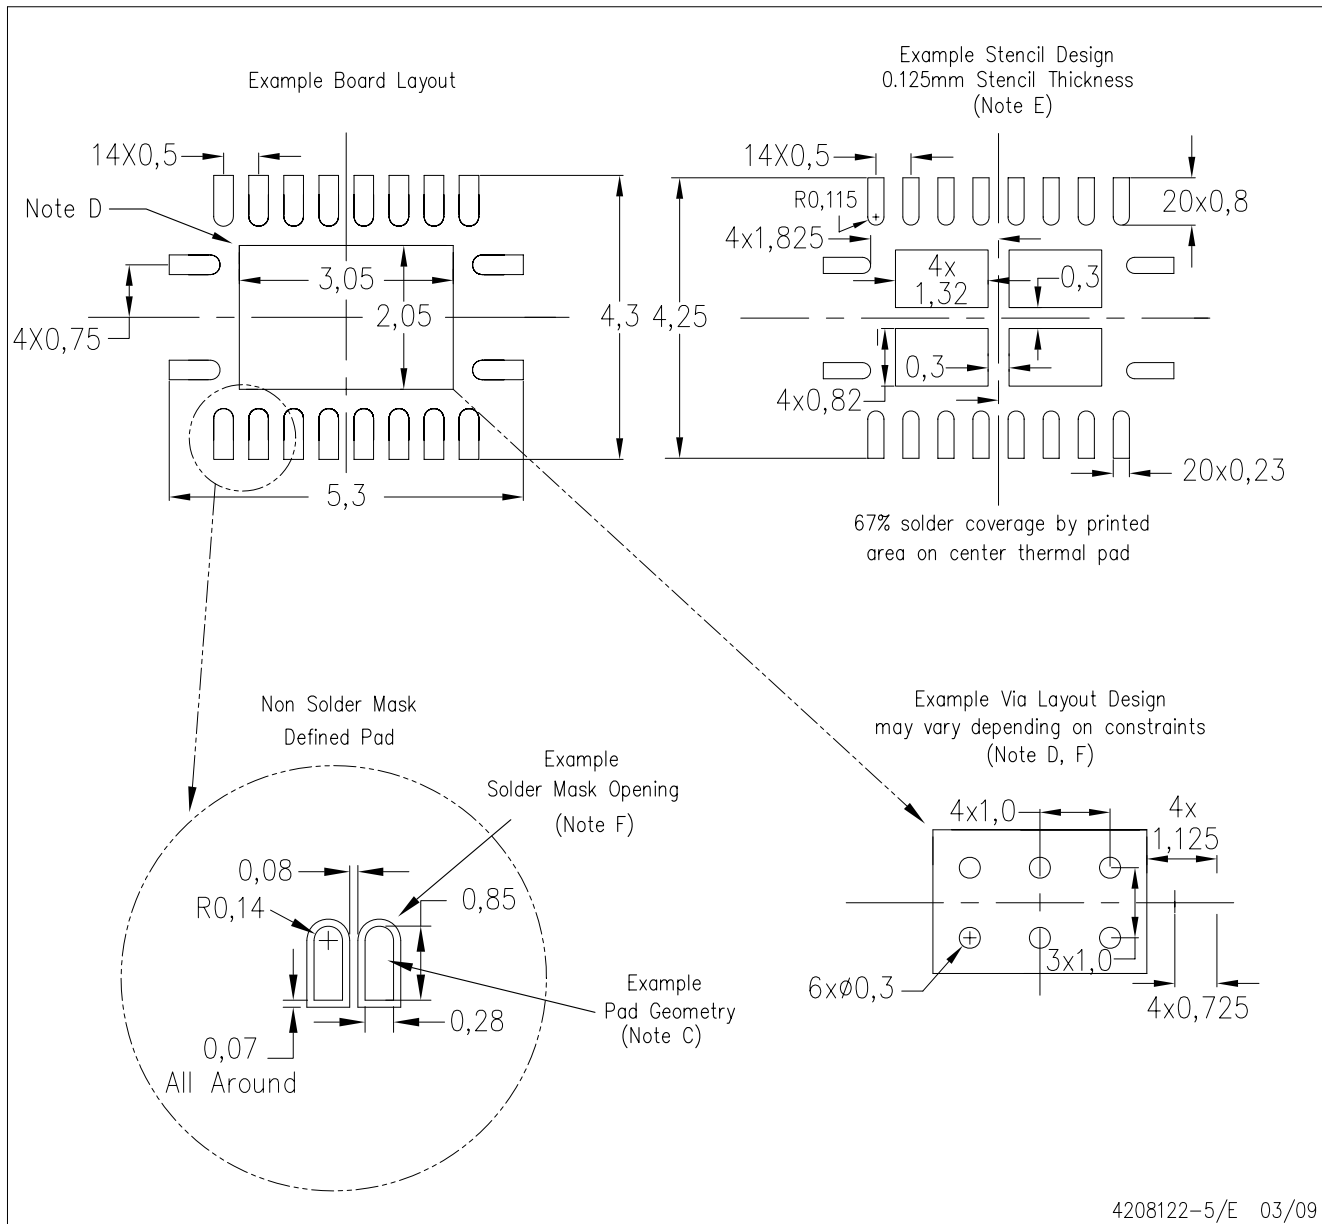 Example Board Layout
14X0,5
Note D
3,05
2,05
4X0,75
4,3
5,3
Example Stencil Design
0.125mm Stencil Thickness
(Note E)
14X0,5
R0,115
20x0,8
4x1,825
4x
1,32
0,3
4,25
0,3
4x0,82
20x0,23
67% solder coverage by printed
area on center thermal pad
Non Solder Mask
Defined Pad
Example
Solder Mask Opening
(Note F)
0,08
R0,14
0,85
Example
Pad Geometry
(Note C)
0,28
0,07
All Around
Example Via Layout Design
may vary depending on constraints
(Note D, F)
4x1,0
4x
1,125
3x1,0
6xø0,3
4x0,725
4208122-5/E 03/09